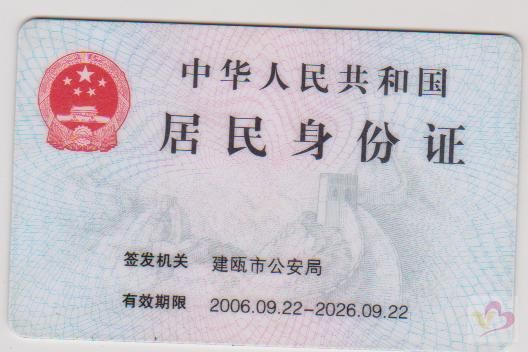 中华人民共和国
居民身份证
签发机关 建瓯市公安局
有效期限 2006.09.22-2026.09.22